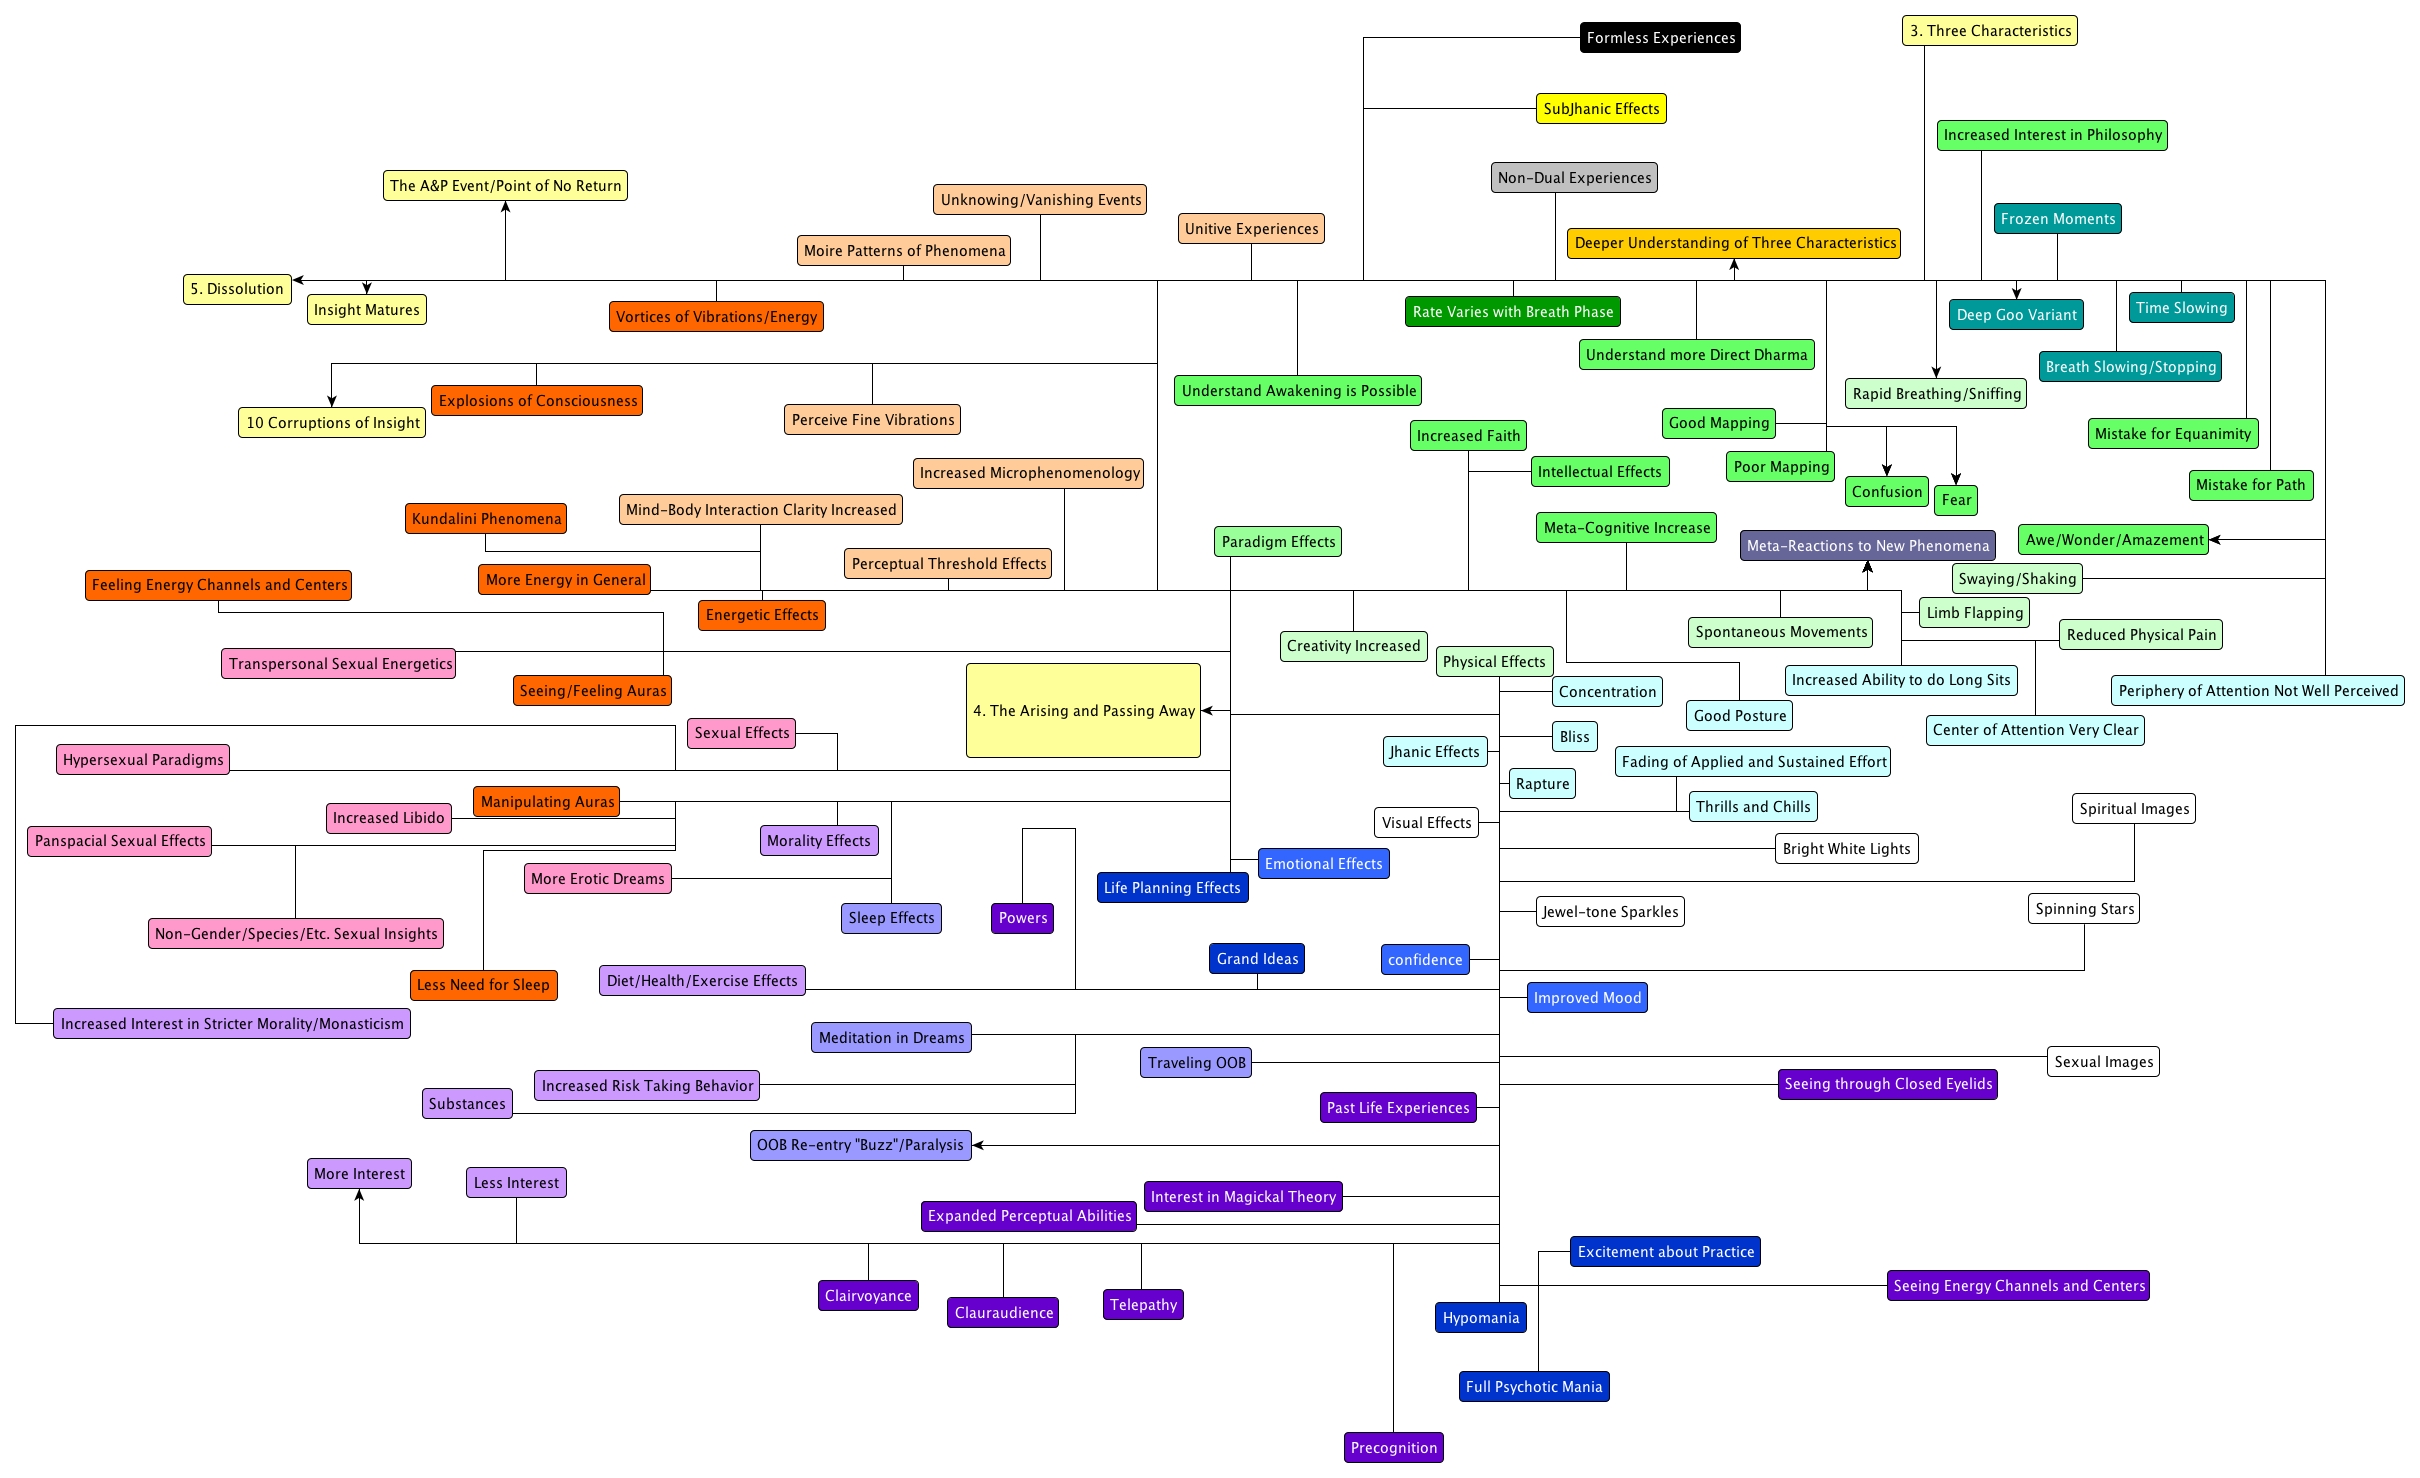 Formless Experiences
3. Three Characteristics
SubJhanic Effects
Increased Interest in Philosophy
Non-Dual Experiences
The A&P Event/Point of No Return
Unknowing/Vanishing Events
Frozen Moments
Unitive Experiences
Deeper Understanding of Three Characteristics
Moire Patterns of Phenomena
5. Dissolution
Insight Matures
Vortices of Vibrations/Energy
Rate Varies with Breath Phase
Deep Goo Variant
Time Slowing
Understand more Direct Dharma
Breath Slowing/Stopping
Understand Awakening is Possible
Rapid Breathing/Sniffing
Explosions of Consciousness
10 Corruptions of Insight
Perceive Fine Vibrations
Good Mapping
Increased Faith
Mistake for Equanimity
Poor Mapping
Increased Microphenomenology
Intellectual Effects
Confusion
Fear
Mistake for Path
Kundalini Phenomena
Mind-Body Interaction Clarity Increased
Meta-Cognitive Increase
Paradigm Effects
Meta-Reactions to New Phenomena
Awe/Wonder/Amazement
Perceptual Threshold Effects
Feeling Energy Channels and Centers
More Energy in General
Swaying/Shaking
Energetic Effects
Limb Flapping
Spontaneous Movements
Reduced Physical Pain
Creativity Increased
Transpersonal Sexual Energetics
Physical Effects
Increased Ability to do Long Sits
Seeing/Feeling Auras
Concentration
Periphery of Attention Not Well Perceived
4. The Arising and Passing Away
Good Posture
Sexual Effects
Bliss
Center of Attention Very Clear
Jhanic Effects
Hypersexual Paradigms
Fading of Applied and Sustained Effort
Rapture
Manipulating Auras
Thrills and Chills
Spiritual Images
Increased Libido
Visual Effects
Panspacial Sexual Effects
Morality Effects
Bright White Lights
Emotional Effects
More Erotic Dreams
Life Planning Effects
Sleep Effects
Powers
Jewel-tone Sparkles
Spinning Stars
Non-Gender/Species/Etc. Sexual Insights
Grand Ideas
confidence
Less Need for Sleep
Diet/Health/Exercise Effects
Improved Mood
Increased Interest in Stricter Morality/Monasticism
Meditation in Dreams
Traveling OOB
Sexual Images
Increased Risk Taking Behavior
Seeing through Closed Eyelids
Substances
Past Life Experiences
OOB Re-entry "Buzz"/Paralysis
More Interest
Less Interest
Interest in Magickal Theory
Expanded Perceptual Abilities
Excitement about Practice
Clairvoyance
Clauraudience
Telepathy
Seeing Energy Channels and Centers
Hypomania
Full Psychotic Mania
Precognition